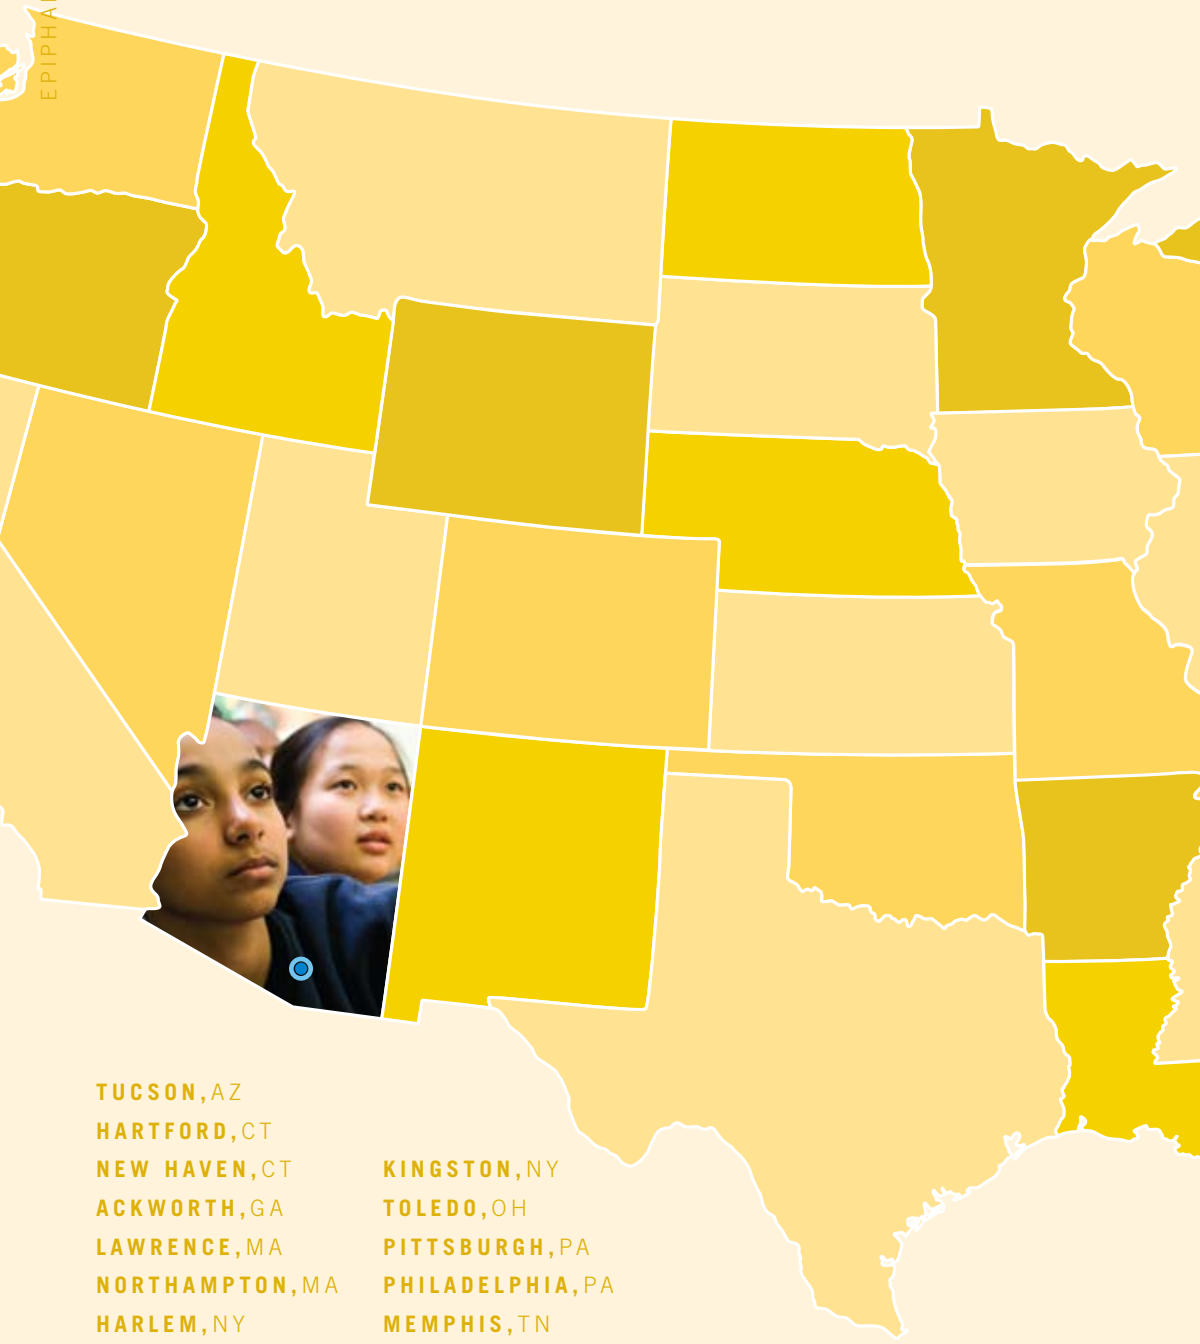 TUCSON, AZ
HARTFORD, CT
NEW HAVEN, CT
ACKWORTH, GA
LAWRENCE, MA
NORTHAMPTON, MA
HARLEM, NY
KINGSTON, NY
TOLEDO, OH
PITTSBURGH, PA
PHILADELPHIA, PA
MEMPHIS, TN